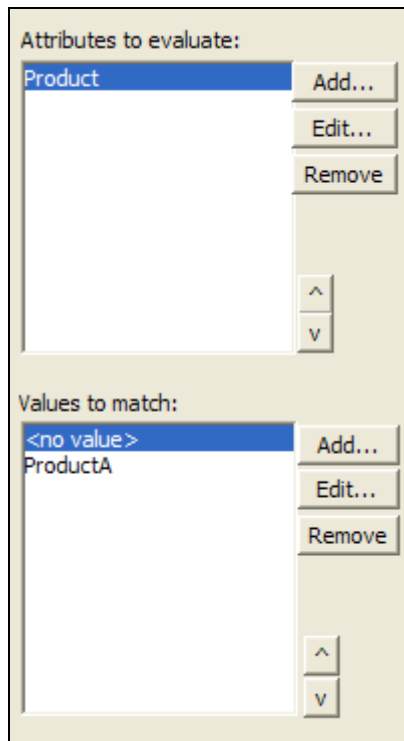 Attributes to evaluate:
Product
Add...
Edit...
Remove
^
v
Values to match:
<no value>
ProductA
Add...
Edit...
Remove
^
v